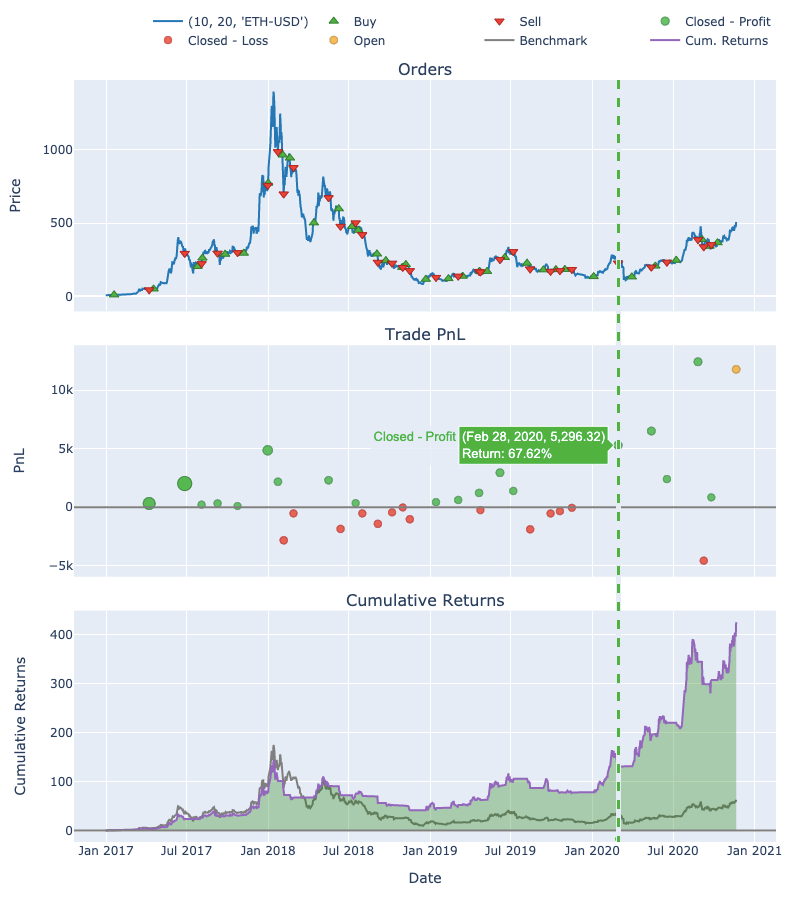 (10, 20, 'ETH-USD') Buy Sell Closed - Profit
Closed - Loss Open Benchmark Cum. Returns
Orders
Price
1000
500
0
Trade PnL
PnL
10k
5k
0
−5k
Closed - Profit
(Feb 28, 2020, 5,296.32)
Return: 67.62%
Cumulative Returns
Cumulative Returns
400
300
200
100
0
Jan 2017 Jul 2017 Jan 2018 Jul 2018 Jan 2019 Jul 2019 Jan 2020 Jul 2020 Jan 2021
Date